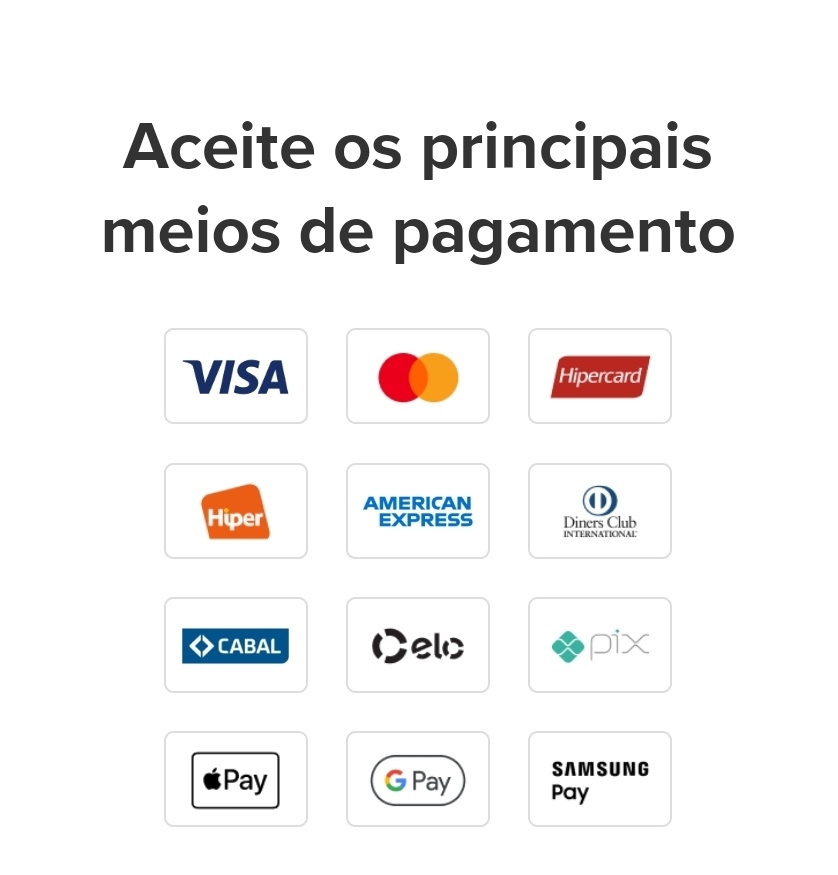 Aceite os principais
meios de pagamento
VISA
Hipercard
Hiper
AMERICAN
EXPRESS
Diners Club
INTERNATIONAL
CABAL
elo
pix
Pay
G Pay
SAMSUNG
Pay